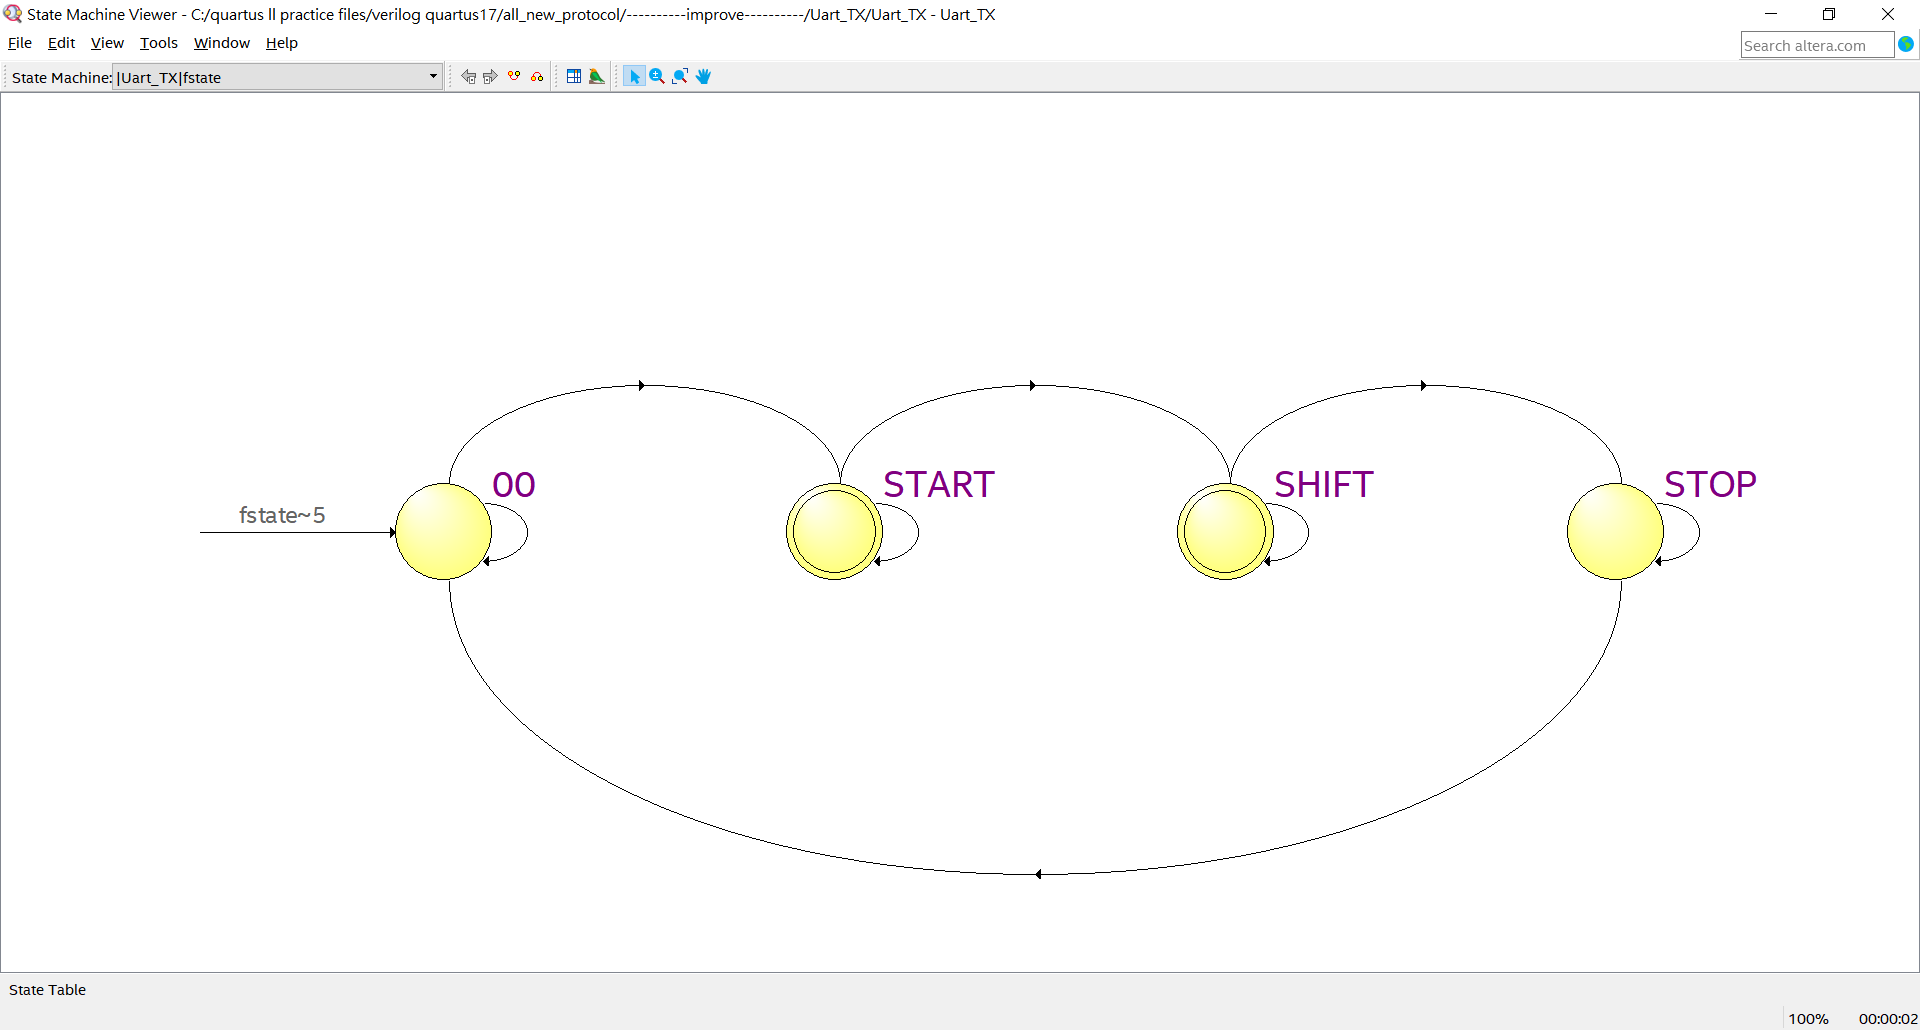 State Machine Viewer - C:/quartus ll practice files/verilog quartus17/all_new_protocol/----------improve----------/Uart_TX/Uart_TX - Uart_TX
File Edit View Tools Window Help
Search altera.com
State Machine: |Uart_TX|fstate
00 START SHIFT STOP
fstate~5
State Table
100% 00:00:02